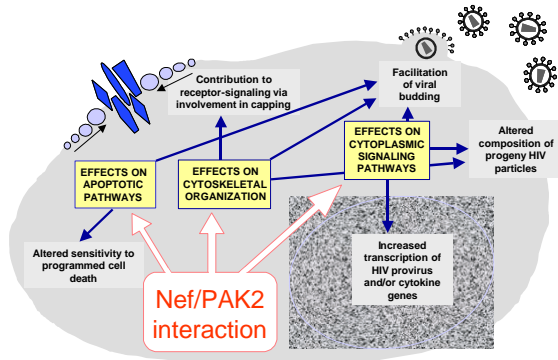 Contribution to
receptor-signaling via
involvement in capping
Facilitation
of viral
budding
EFFECTS ON
APOPTOTIC
PATHWAYS
EFFECTS ON
CYTOSKELETAL
ORGANIZATION
EFFECTS ON
CYTOPLASMIC
SIGNALING
PATHWAYS
Altered
composition of
progeny HIV
particles
Altered sensitivity to
programmed cell
death
Nef/PAK2
interaction
Increased
transcription of
HIV provirus
and/or cytokine
genes